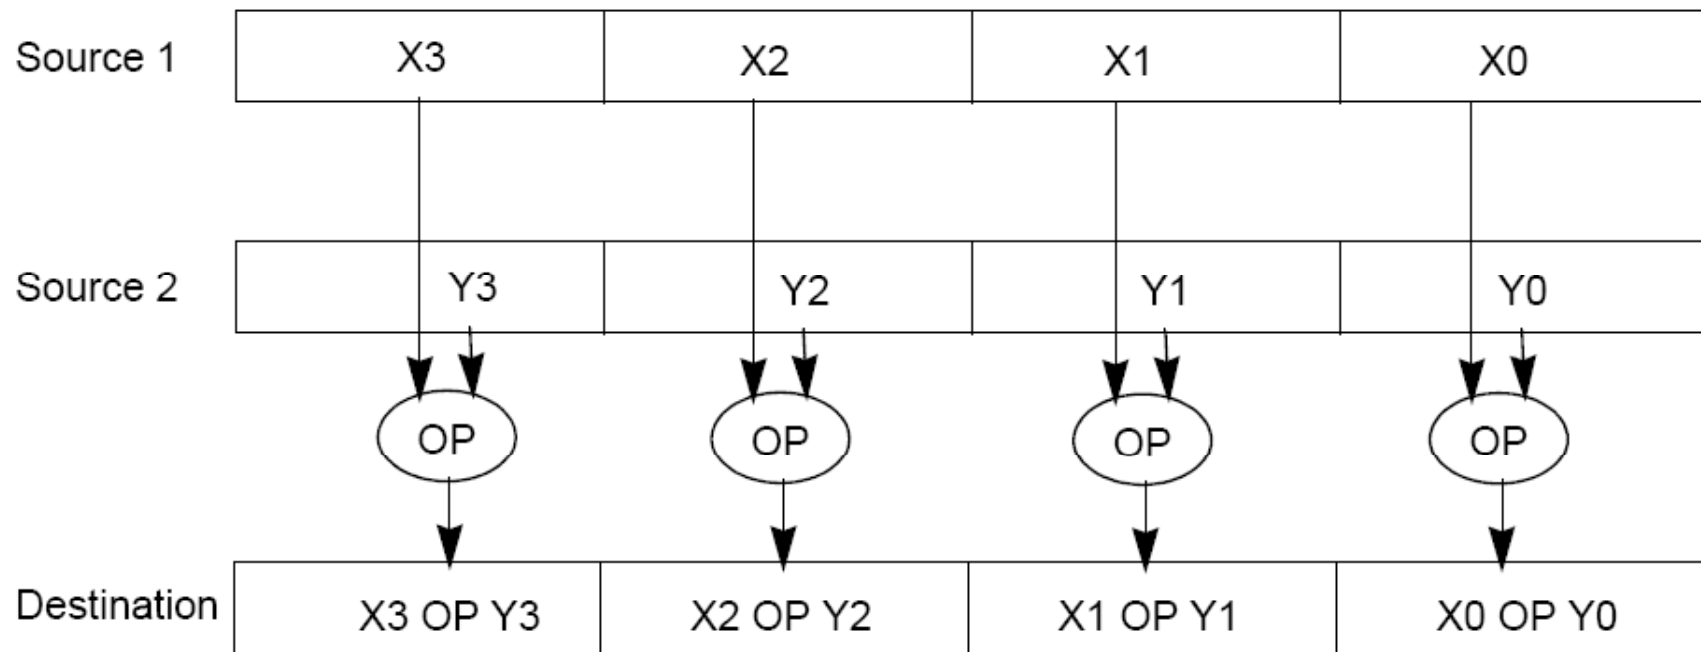 Source 1 X3 X2 X1 X0
Source 2 Y3 Y2 Y1 Y0
OP OP OP OP
Destination X3 OP Y3 X2 OP Y2 X1 OP Y1 X0 OP Y0